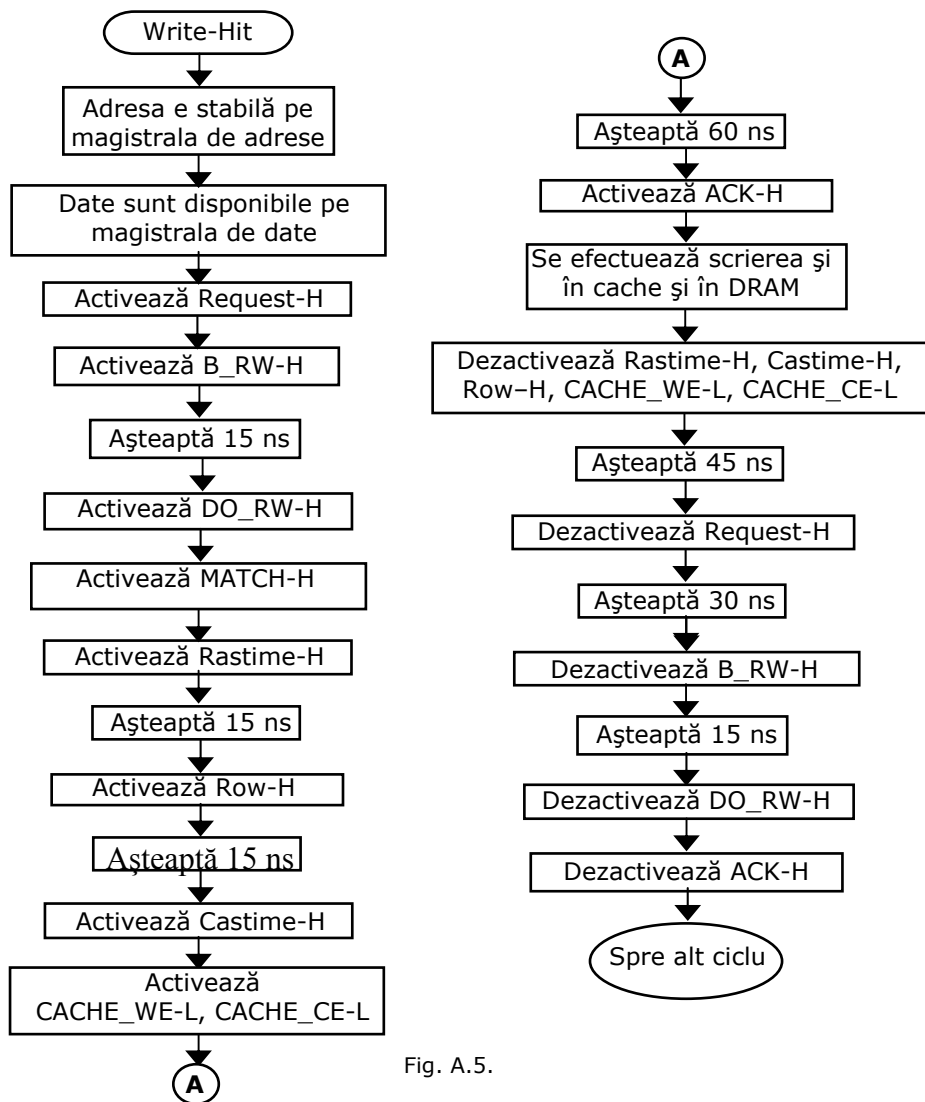 Write-Hit
Adresa e stabilă pe
magistrala de adrese
Date sunt disponibile pe
magistrala de date
Activează Request-H
Activează B_RW-H
Aşteaptă 15 ns
Activează DO_RW-H
Activează MATCH-H
Activează Rastime-H
Aşteaptă 15 ns
Activează Row-H
Aşteaptă 15 ns
Activează Castime-H
Activează
CACHE_WE-L, CACHE_CE-L
A
A
Aşteaptă 60 ns
Activează ACK-H
Se efectuează scrierea şi
în cache şi în DRAM
Dezactivează Rastime-H, Castime-H,
Row–H, CACHE_WE-L, CACHE_CE-L
Aşteaptă 45 ns
Dezactivează Request-H
Aşteaptă 30 ns
Dezactivează B_RW-H
Aşteaptă 15 ns
Dezactivează DO_RW-H
Dezactivează ACK-H
Spre alt ciclu
Fig. A.5.